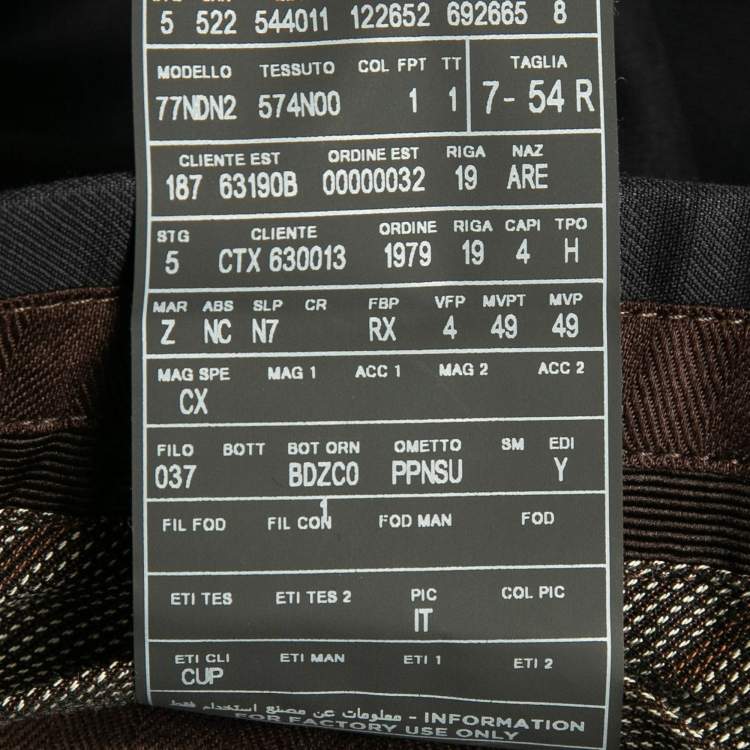 5 522 544011 122652 692665 8
MODELLO TESSUTO COL FPT TT TAGLIA
77NDN2 574N00 1 1 7- 54 R
CLIENTE EST ORDINE EST RIGA NAZ
187 63190B 00000032 19 ARE
STG CLIENTE ORDINE RIGA CAPI TPO
5 CTX 630013 1979 19 4 H
MAR ABS SLP CR FBP VFP MVPT MVP
Z NC N7 RX 4 49 49
MAG SPE MAG 1 ACC 1 MAG 2 ACC 2
CX
FILO BOTT BOT ORN OMETTO SM EDI
037 BDZC0 PPNSU Y
1
FIL FOD FIL CON FOD MAN FOD
ETI TES ETI TES 2 PIC COL PIC
IT
ETI CLI ETI MAN ETI 1 ETI 2
CUP
INFORMATION - معلومات عن مصنع استخدام فقط
FOR FACTORY USE ONLY